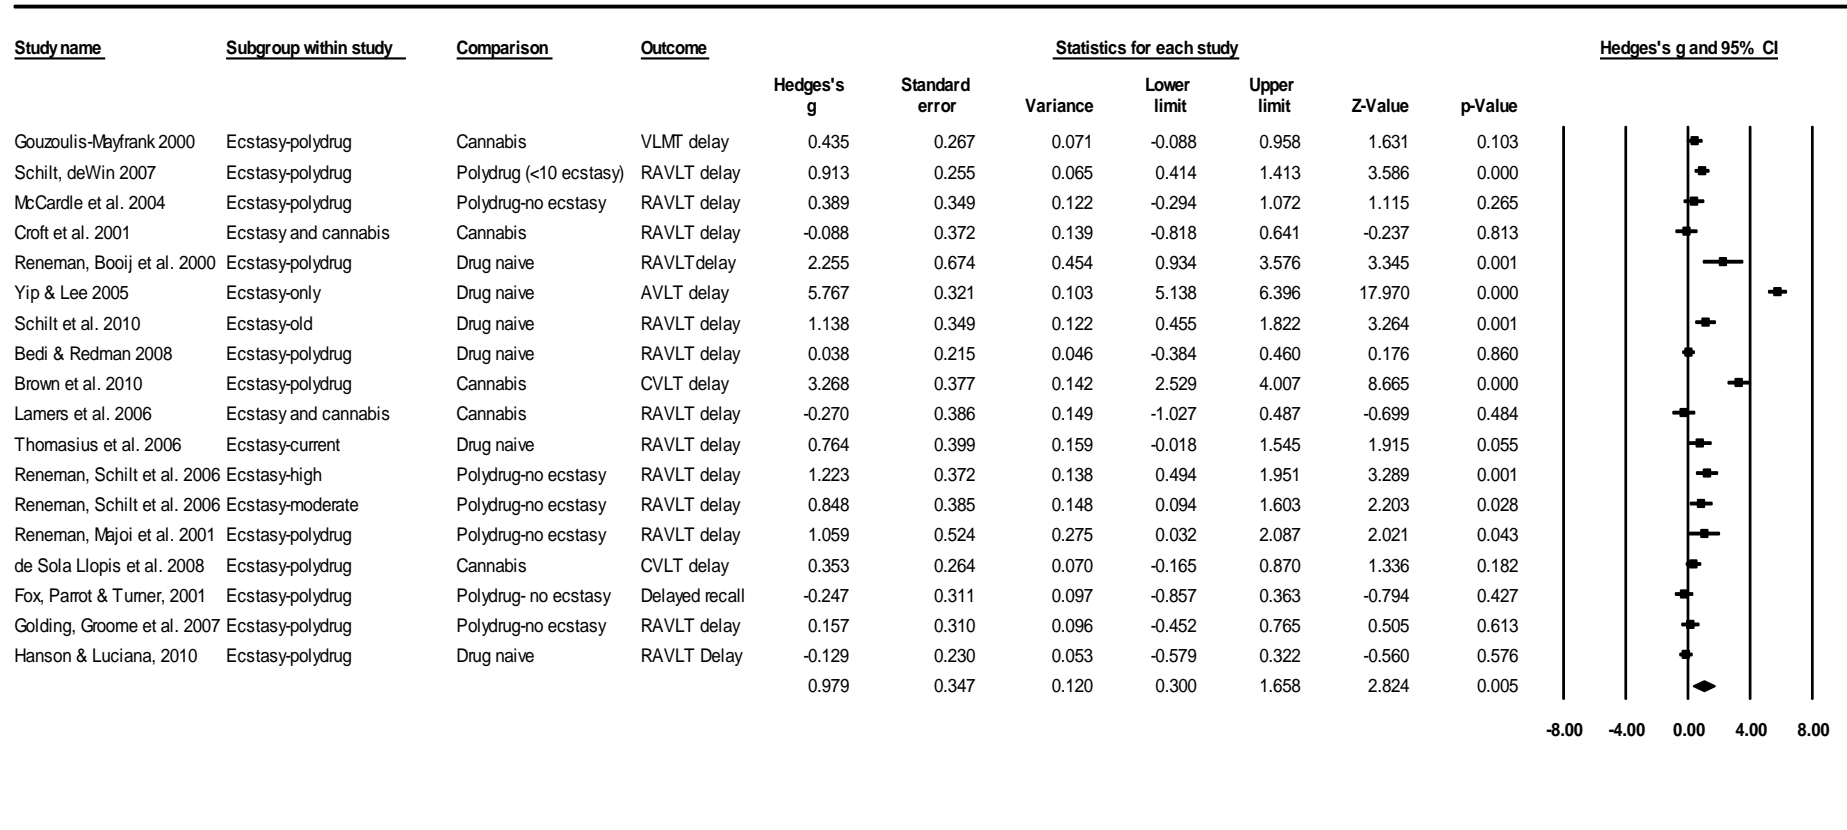 Study name Subgroup within study Comparison Outcome Statistics for each study Hedges's g and 95% CI
Hedges's g Standard error Variance Lower limit Upper limit Z-Value p-Value
Gouzoulis-Mayfrank 2000 Ecstasy-polydrug Cannabis VLMT delay 0.435 0.267 0.071 -0.088 0.958 1.631 0.103
Schilt, deWin 2007 Ecstasy-polydrug Polydrug (<10 ecstasy) RAVLT delay 0.913 0.255 0.065 0.414 1.413 3.586 0.000
McCardle et al. 2004 Ecstasy-polydrug Polydrug-no ecstasy RAVLT delay 0.389 0.349 0.122 -0.294 1.072 1.115 0.265
Croft et al. 2001 Ecstasy and cannabis Cannabis RAVLT delay -0.088 0.372 0.139 -0.818 0.641 -0.237 0.813
Reneman, Booij et al. 2000 Ecstasy-polydrug Drug naive RAVLTdelay 2.255 0.674 0.454 0.934 3.576 3.345 0.001
Yip & Lee 2005 Ecstasy-only Drug naive AVLT delay 5.767 0.321 0.103 5.138 6.396 17.970 0.000
Schilt et al. 2010 Ecstasy-old Drug naive RAVLT delay 1.138 0.349 0.122 0.455 1.822 3.264 0.001
Bedi & Redman 2008 Ecstasy-polydrug Drug naive RAVLT delay 0.038 0.215 0.046 -0.384 0.460 0.176 0.860
Brown et al. 2010 Ecstasy-polydrug Cannabis CVLT delay 3.268 0.377 0.142 2.529 4.007 8.665 0.000
Lamers et al. 2006 Ecstasy and cannabis Cannabis RAVLT delay -0.270 0.386 0.149 -1.027 0.487 -0.699 0.484
Thomasius et al. 2006 Ecstasy-current Drug naive RAVLT delay 0.764 0.399 0.159 -0.018 1.545 1.915 0.055
Reneman, Schilt et al. 2006 Ecstasy-high Polydrug-no ecstasy RAVLT delay 1.223 0.372 0.138 0.494 1.951 3.289 0.001
Reneman, Schilt et al. 2006 Ecstasy-moderate Polydrug-no ecstasy RAVLT delay 0.848 0.385 0.148 0.094 1.603 2.203 0.028
Reneman, Majoi et al. 2001 Ecstasy-polydrug Polydrug-no ecstasy RAVLT delay 1.059 0.524 0.275 0.032 2.087 2.021 0.043
de Sola Llopis et al. 2008 Ecstasy-polydrug Cannabis CVLT delay 0.353 0.264 0.070 -0.165 0.870 1.336 0.182
Fox, Parrot & Turner, 2001 Ecstasy-polydrug Polydrug- no ecstasy Delayed recall -0.247 0.311 0.097 -0.857 0.363 -0.794 0.427
Golding, Groome et al. 2007 Ecstasy-polydrug Polydrug-no ecstasy RAVLT delay 0.157 0.310 0.096 -0.452 0.765 0.505 0.613
Hanson & Luciana, 2010 Ecstasy-polydrug Drug naive RAVLT Delay -0.129 0.230 0.053 -0.579 0.322 -0.560 0.576
0.979 0.347 0.120 0.300 1.658 2.824 0.005
-8.00 -4.00 0.00 4.00 8.00